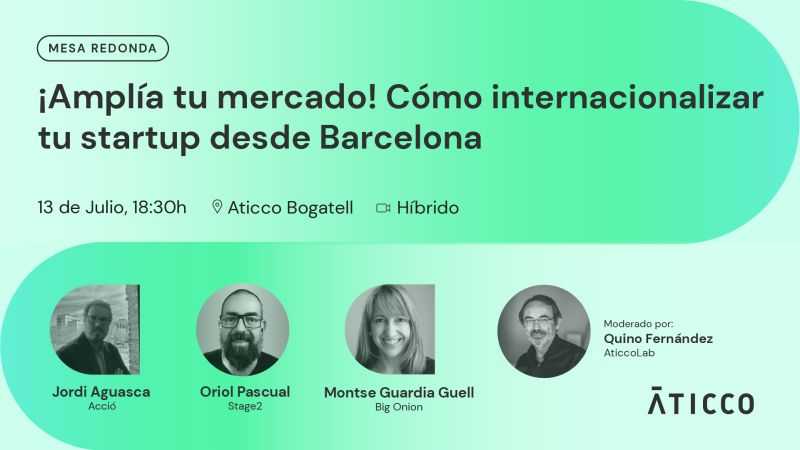 MESA REDONDA
¡Amplía tu mercado! Cómo internacionalizar
tu startup desde Barcelona
13 de Julio, 18:30h Aticco Bogatell Híbrido
Jordi Aguasca
Acció
Oriol Pascual
Stage2
Montse Guardia Guell
Big Onion
Moderado por:
Quino Fernández
AticcoLab
ĀTICCO